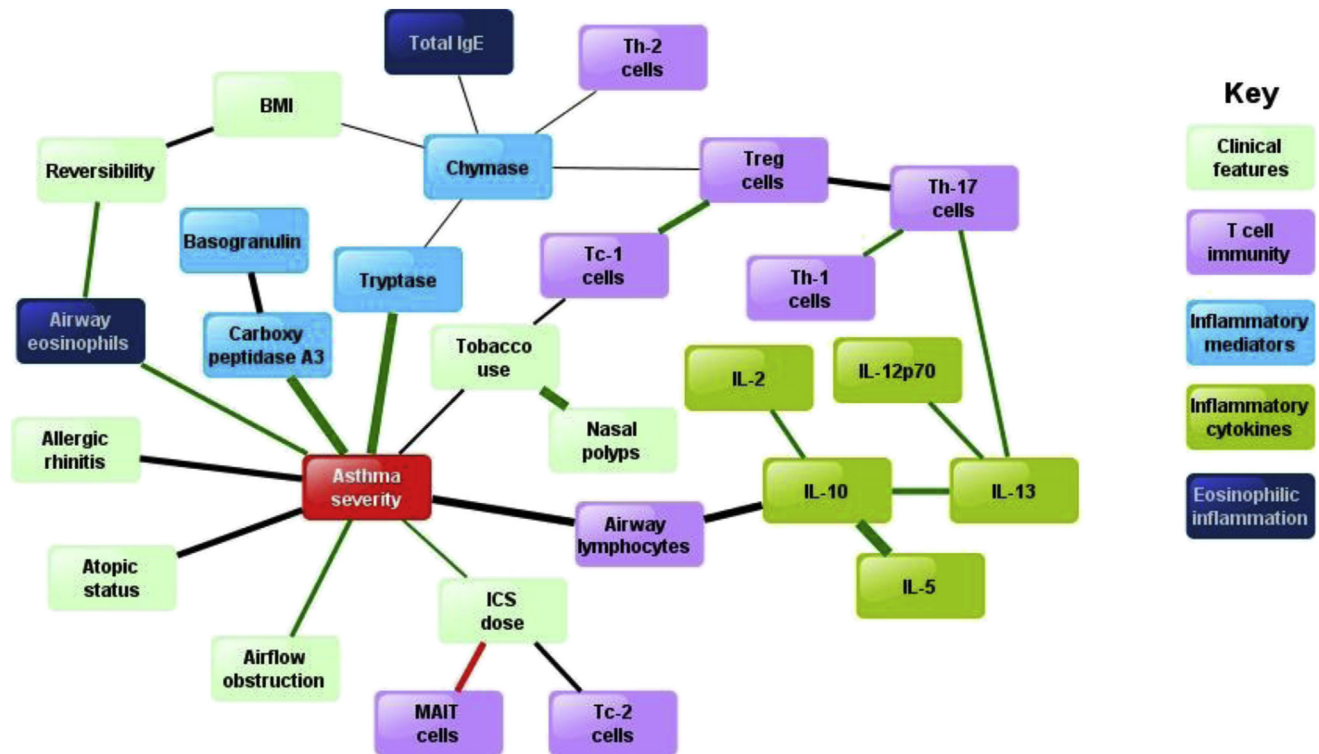 Total IgE
Th-2
cells
BMI
Key
Clinical
features
Reversibility
Chymase
Treg
cells
Th-17
cells
T cell
immunity
Basogranulin
Tryptase
Tc-1
cells
Th-1
cells
Airway
eosinophils
Carboxy
peptidase A3
Tobacco
use
IL-2
IL-12p70
Inflammatory
mediators
Nasal
polyps
Inflammatory
cytokines
Allergic
rhinitis
Asthma
severity
IL-10
IL-13
Eosinophilic
inflammation
Airway
lymphocytes
Atopic
status
ICS
dose
IL-5
Airflow
obstruction
MAIT
cells
Tc-2
cells